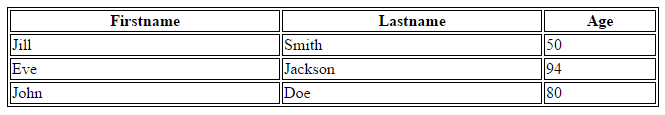 Firstname Lastname Age
Jill Smith 50
Eve Jackson 94
John Doe 80